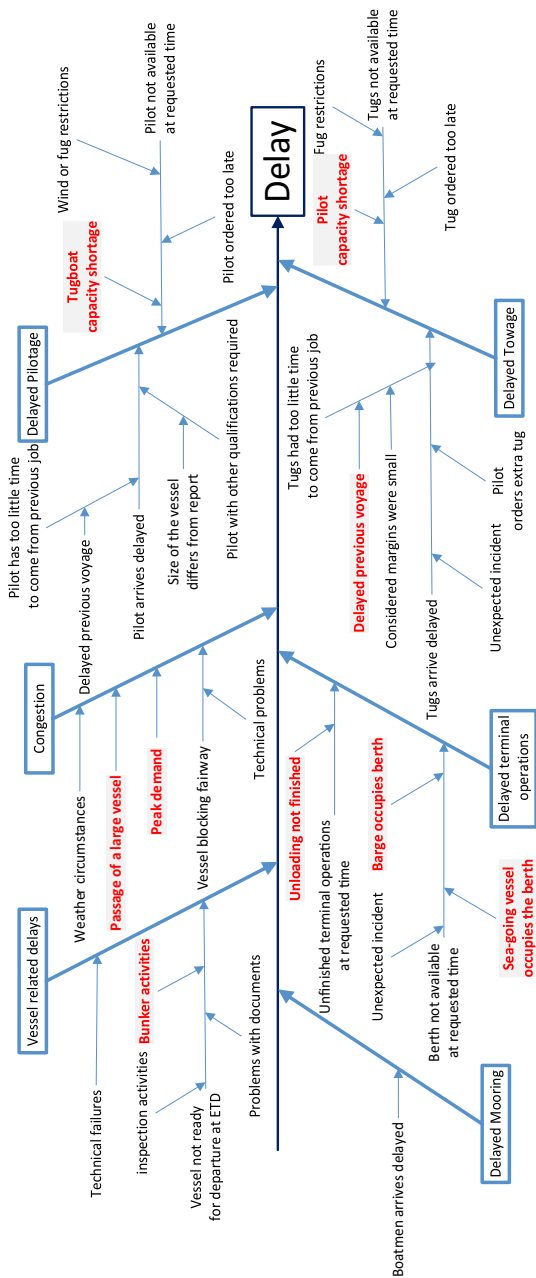 Vessel related delays
Technical failures
inspection activities
Bunker activities
Vessel not ready
for departure at ETD
Problems with documents
Congestion
Weather circumstances
Passage of a large vessel
Peak demand
Vessel blocking fairway
Technical problems
Delayed Pilotage
Pilot has too little time
to come from previous job
Delayed previous voyage
Pilot arrives delayed
Size of the vessel
differs from report
Pilot with other qualifications required
Tugboat
capacity shortage
Wind or fug restrictions
Pilot not available
at requested time
Pilot ordered too late
Delay
Delayed Mooring
Boatmen arrives delayed
Delayed terminal
operations
Unloading not finished
Unfinished terminal operations
at requested time
Unexpected incident
Barge occupies berth
Berth not available
at requested time
Sea-going vessel
occupies the berth
Delayed Towage
Tugs had too little time
to come from previous job
Delayed previous voyage
Considered margins were small
Tugs arrive delayed
Unexpected incident
Pilot
orders extra tug
Pilot
capacity shortage
Fug restrictions
Tugs not available
at requested time
Tug ordered too late